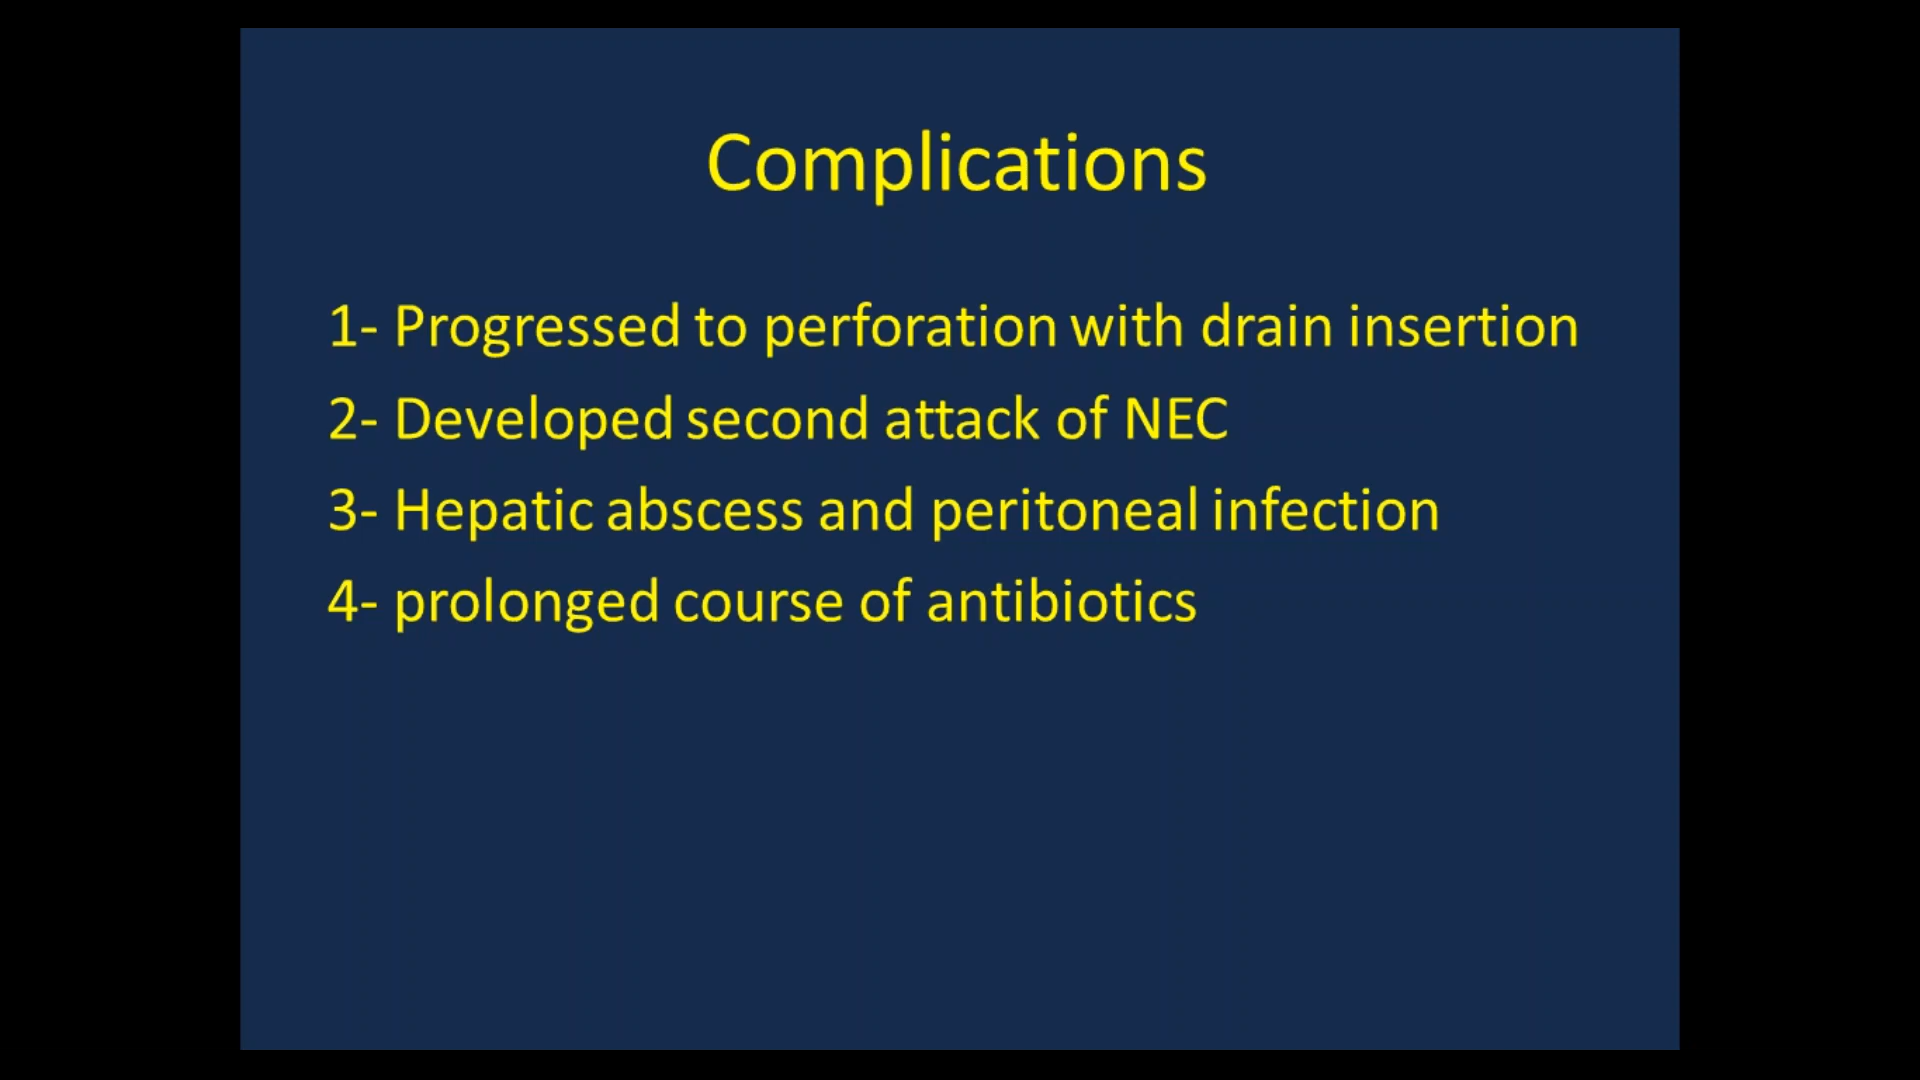 Complications
1- Progressed to perforation with drain insertion
2- Developed second attack of NEC
3- Hepatic abscess and peritoneal infection
4- prolonged course of antibiotics